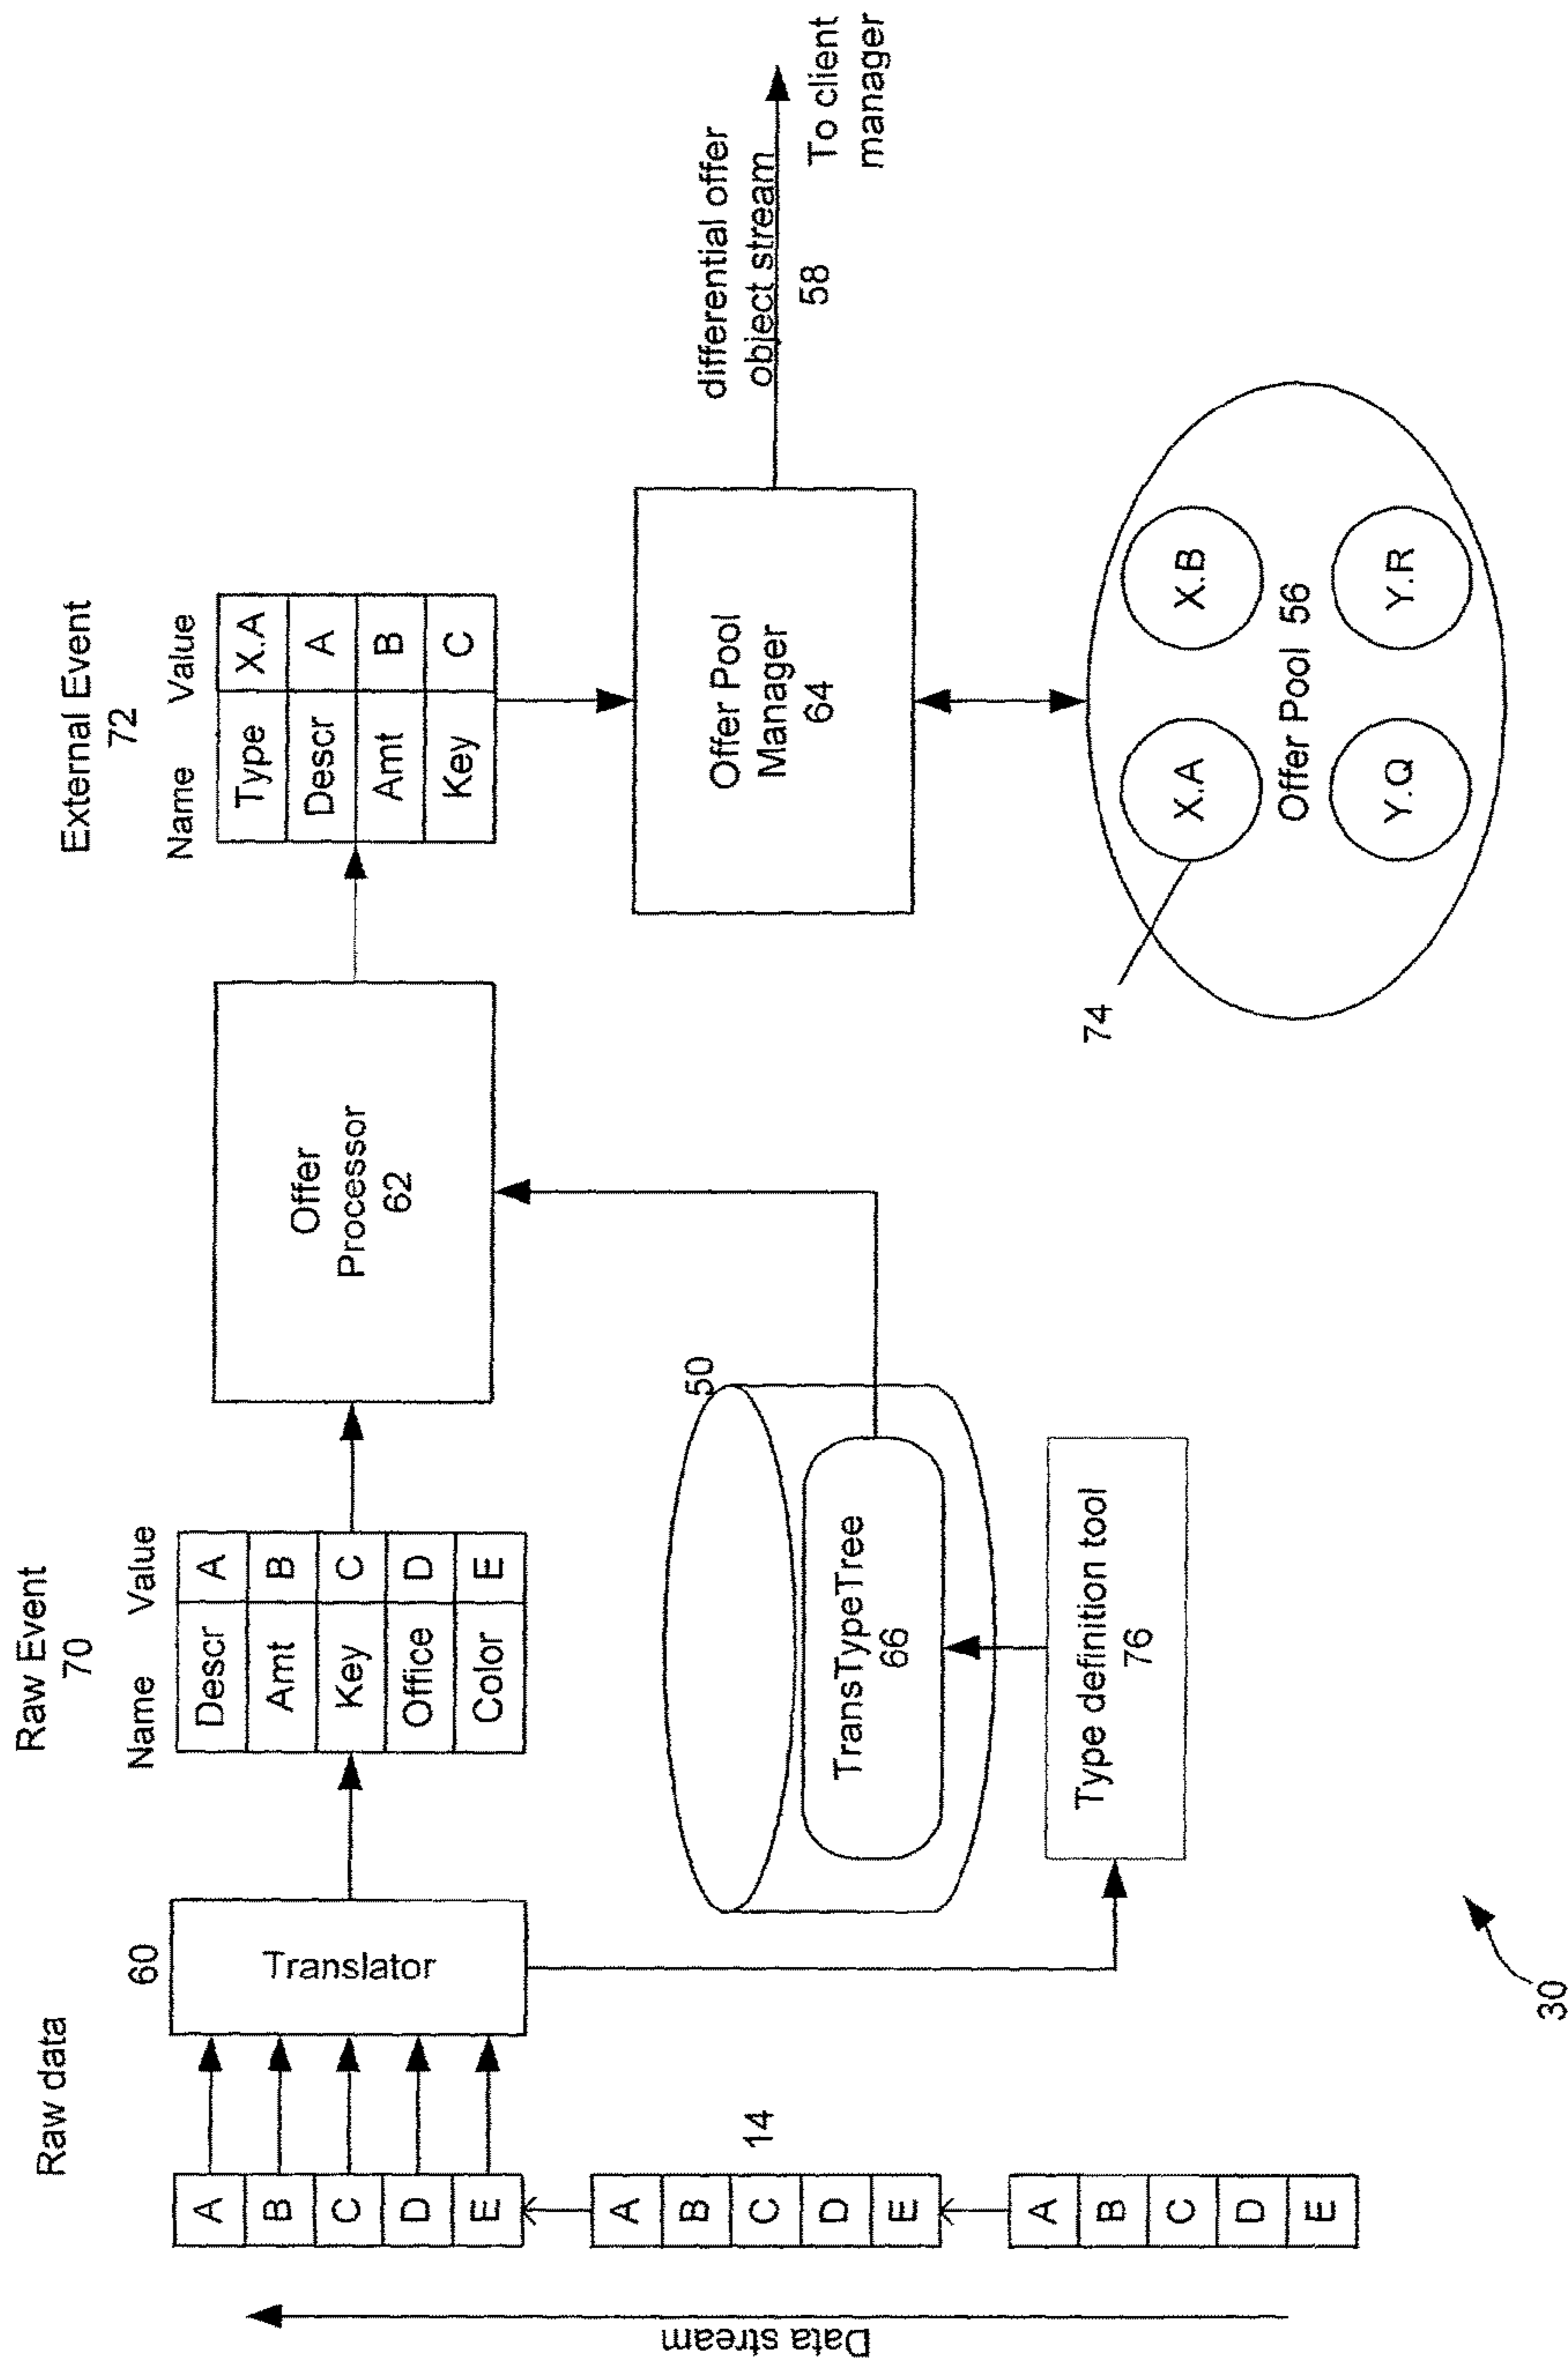 Raw data
A
B
C
D
E
14
A
B
C
D
E
A
B
C
D
E
Data stream
60
Translator
Raw Event
70
Name Value
Descr A
Amt B
Key C
Office D
Color E
50
TransTypeTree
66
Type definition tool
76
Offer
Processor
62
External Event
72
Name Value
Type X.A
Descr A
Amt B
Key C
Offer Pool
Manager
64
differential offer
object stream
58
To client
manager
74
X.A
X.B
Offer Pool 56
Y.Q
Y.R
30